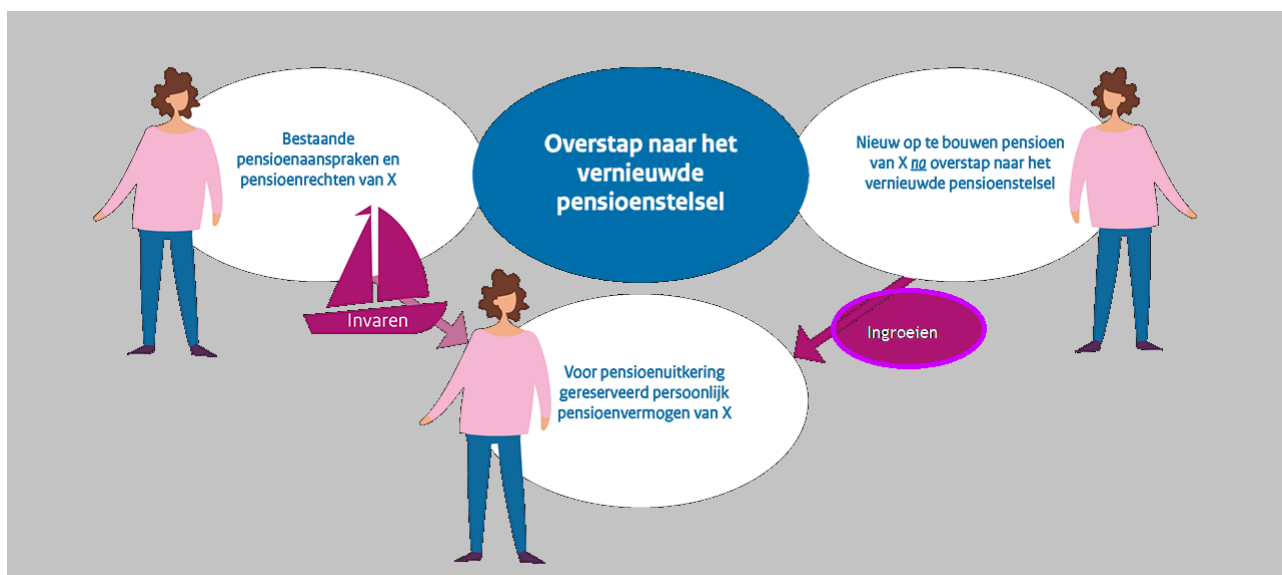 Bestaande
pensioenaanspraken en
pensioenrechten van X
Overstap naar het
vernieuwde
pensioenstelsel
Nieuw op te bouwen pensioen
van X na overstap naar het
vernieuwde pensioenstelsel
Invaren
Ingroeien
Voor pensioenuitkering
gereserveerd persoonlijk
pensioenvermogen van X